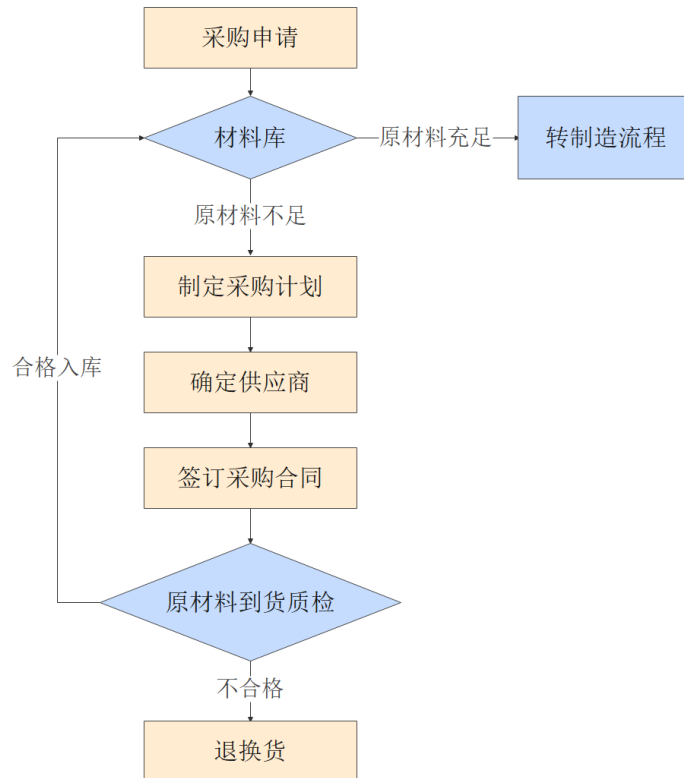 采购申请
材料库
原材料充足
转制造流程
原材料不足
制定采购计划
合格入库
确定供应商
签订采购合同
原材料到货质检
不合格
退换货